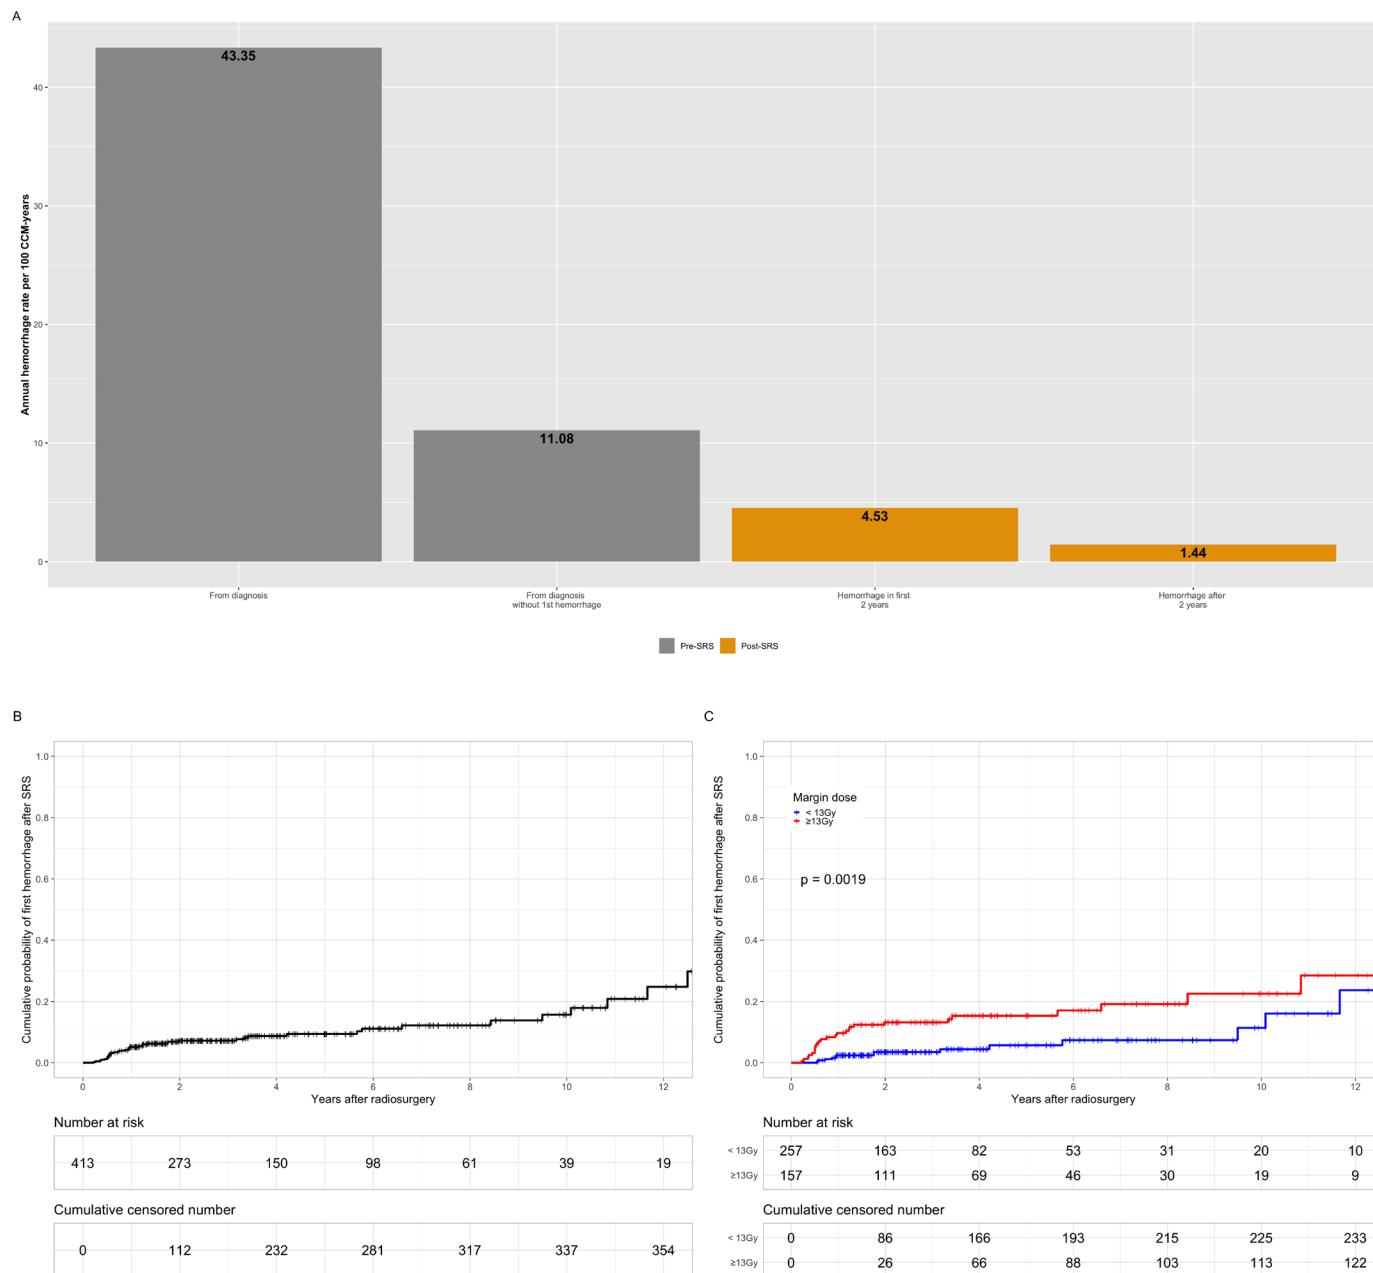 A
Annual hemorrhage rate per 100 CCM-years
40
30
20
10
0
43.35
11.08
4.53
1.44
From diagnosis
From diagnosis
without 1st hemorrhage
Hemorrhage in first
2 years
Hemorrhage after
2 years
Pre-SRS Post-SRS
B
Cumulative probability of first hemorrhage after SRS
1.0
0.8
0.6
0.4
0.2
0.0
0 2 4 6 8 10 12
Years after radiosurgery
Number at risk
413 273 150 98 61 39 19
Cumulative censored number
0 112 232 281 317 337 354
C
Cumulative probability of first hemorrhage after SRS
1.0
0.8
0.6
0.4
0.2
0.0
Margin dose
< 13Gy
≥13Gy
p = 0.0019
0 2 4 6 8 10 12
Years after radiosurgery
Number at risk
< 13Gy 257 163 82 53 31 20 10
≥13Gy 157 111 69 46 30 19 9
Cumulative censored number
< 13Gy 0 86 166 193 215 225 233
≥13Gy 0 26 66 88 103 113 122